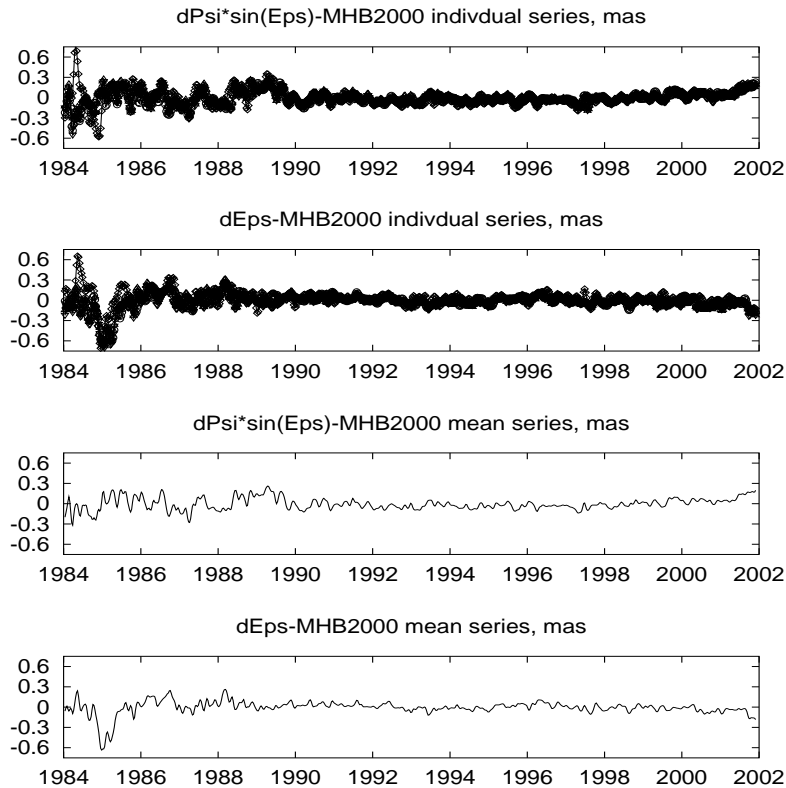 dPsi*sin(Eps)-MHB2000 indivdual series, mas
0.6
0.3
0
-0.3
-0.6
1984 1986 1988 1990 1992 1994 1996 1998 2000 2002
dEps-MHB2000 indivdual series, mas
0.6
0.3
0
-0.3
-0.6
1984 1986 1988 1990 1992 1994 1996 1998 2000 2002
dPsi*sin(Eps)-MHB2000 mean series, mas
0.6
0.3
0
-0.3
-0.6
1984 1986 1988 1990 1992 1994 1996 1998 2000 2002
dEps-MHB2000 mean series, mas
0.6
0.3
0
-0.3
-0.6
1984 1986 1988 1990 1992 1994 1996 1998 2000 2002